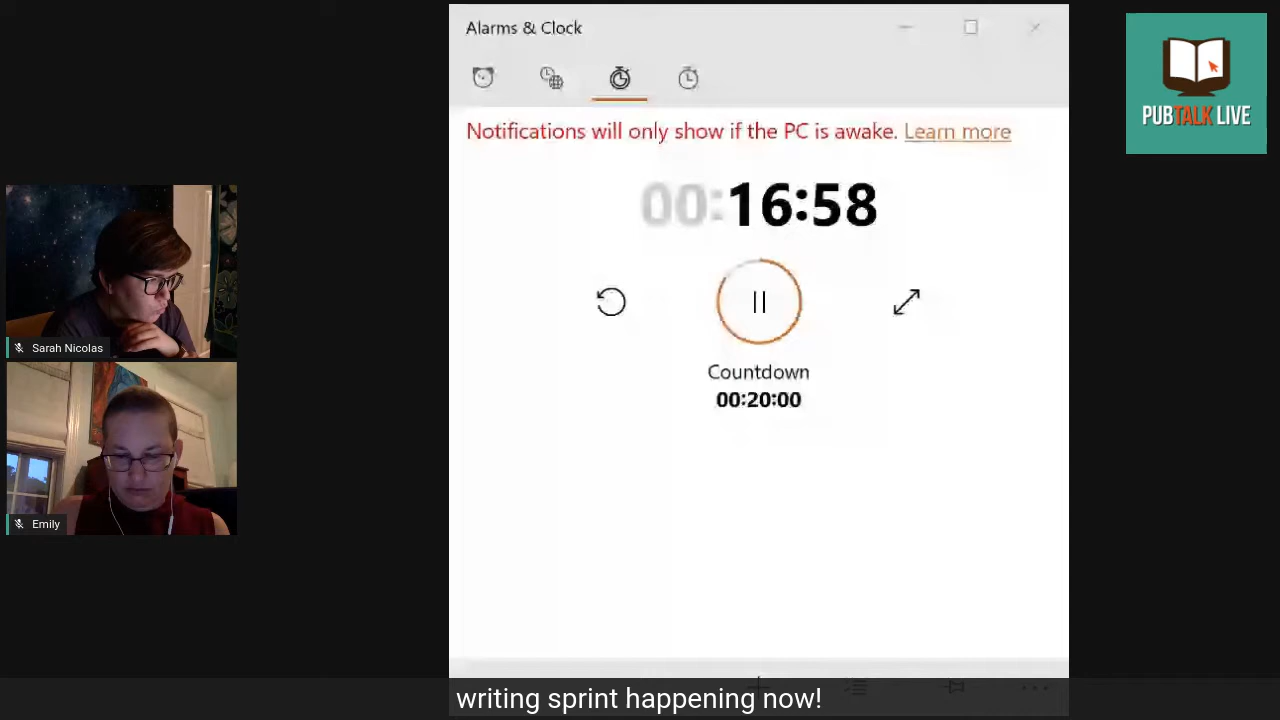 Alarms & Clock
Notifications will only show if the PC is awake. Learn more
00:16:58
Countdown
00:20:00
PUBTALK LIVE
Sarah Nicolas
Emily
writing sprint happening now!